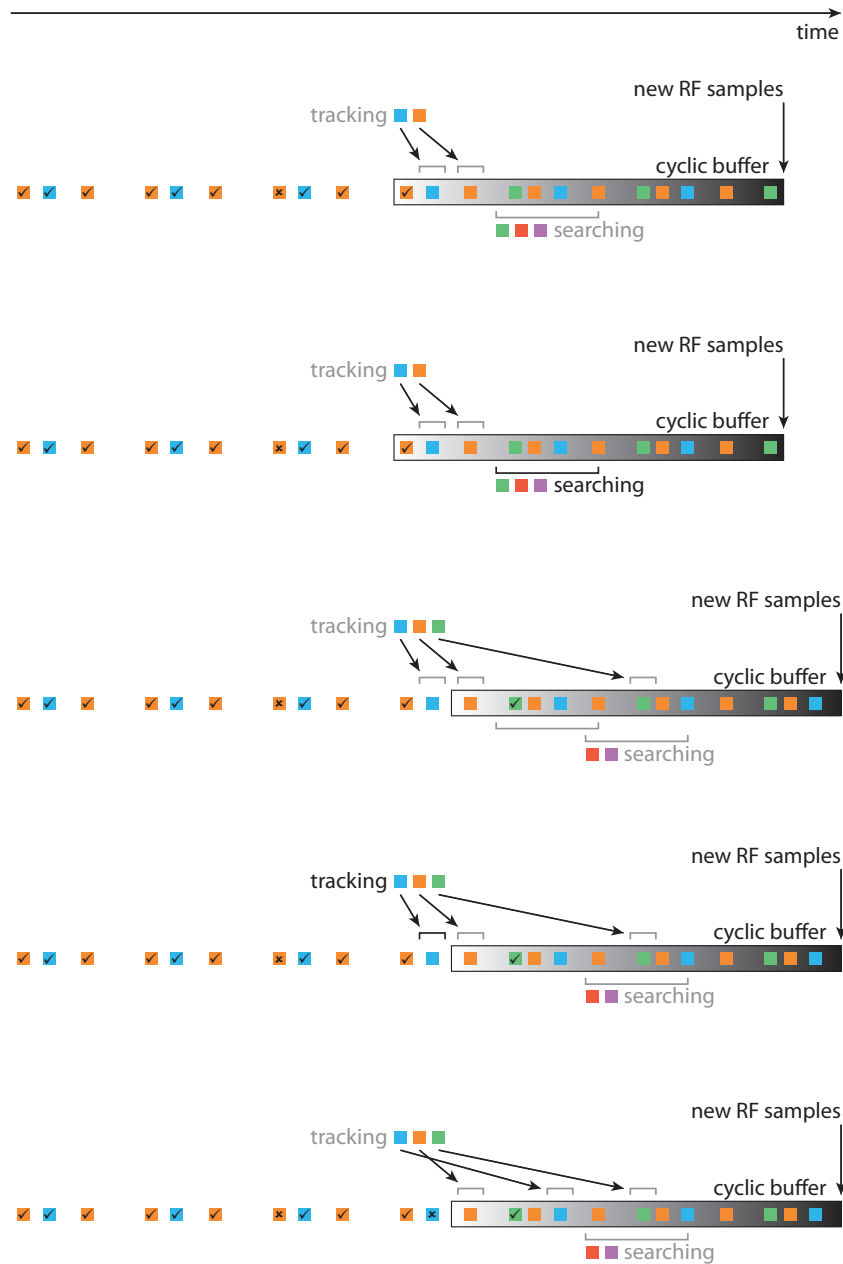 time
new RF samples
tracking
cyclic buffer
searching
new RF samples
tracking
cyclic buffer
searching
new RF samples
tracking
cyclic buffer
searching
new RF samples
tracking
cyclic buffer
searching
new RF samples
tracking
cyclic buffer
searching